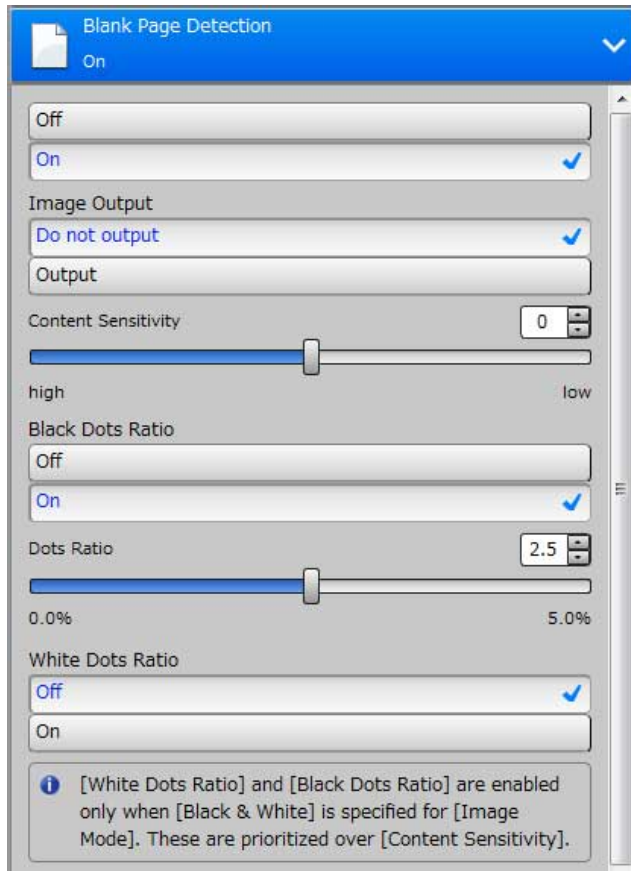 Blank Page Detection
On
Off
On
Image Output
Do not output
Output
Content Sensitivity 0
high low
Black Dots Ratio
Off
On
Dots Ratio 2.5
0.0% 5.0%
White Dots Ratio
Off
On
[White Dots Ratio] and [Black Dots Ratio] are enabled
only when [Black & White] is specified for [Image
Mode]. These are prioritized over [Content Sensitivity].